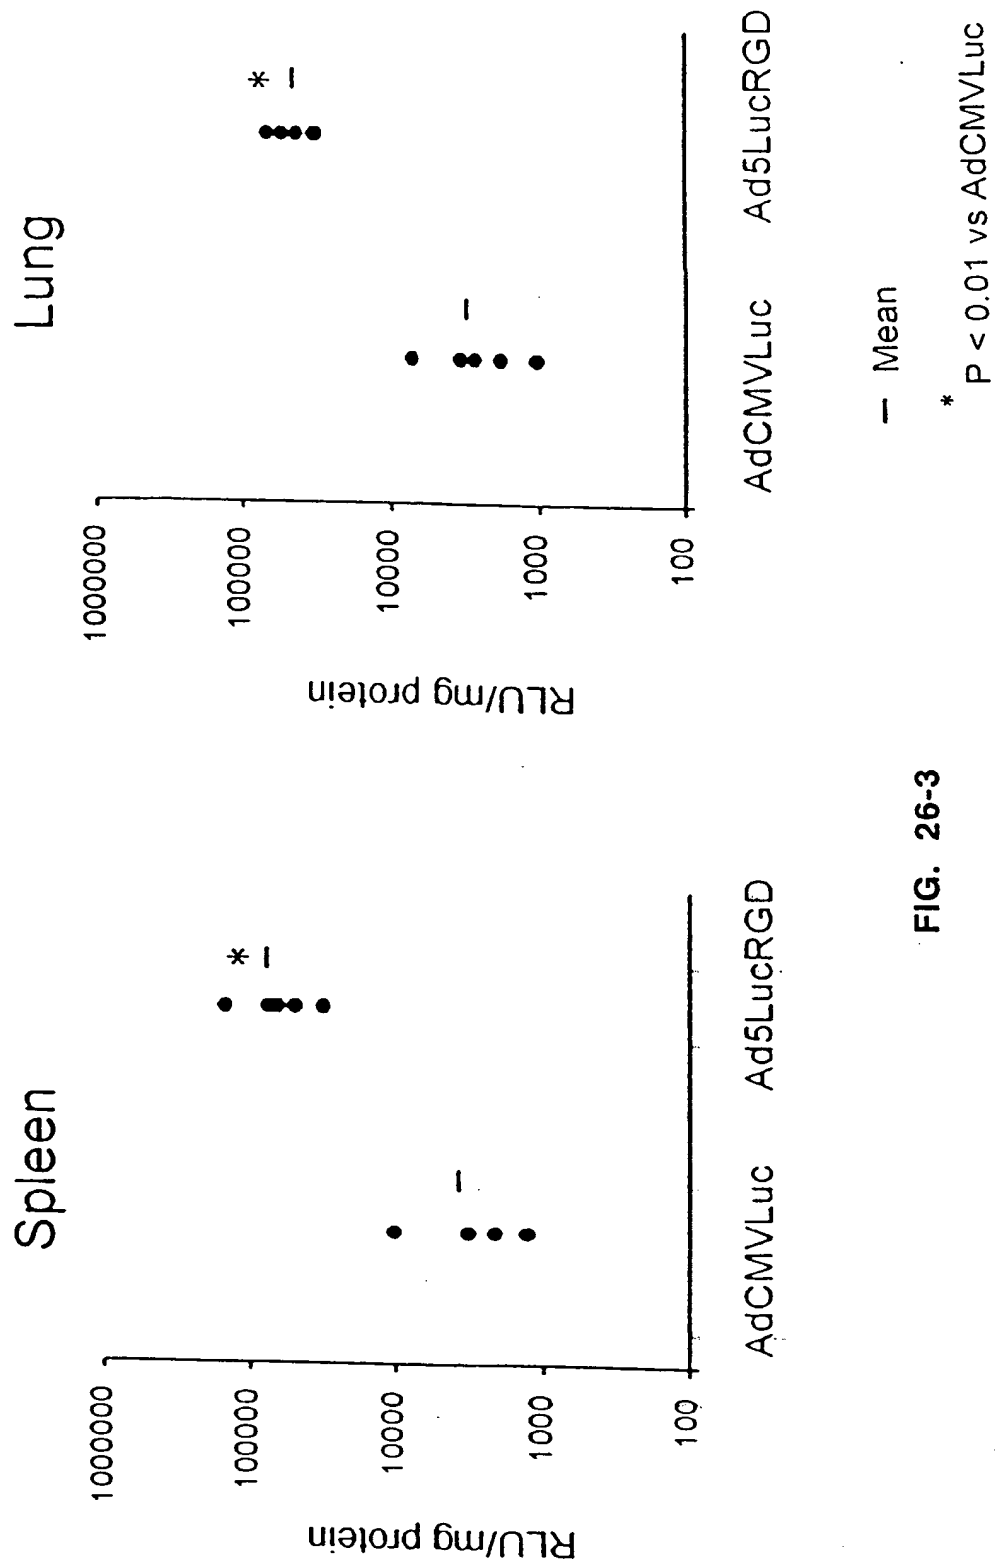 Spleen
1000000
100000
10000
1000
100
RLU/mg protein
AdCMVLuc
Ad5LucRGD
*
Lung
1000000
100000
10000
1000
100
RLU/mg protein
AdCMVLuc
Ad5LucRGD
*
– Mean
* P < 0.01 vs AdCMVLuc
FIG. 26-3